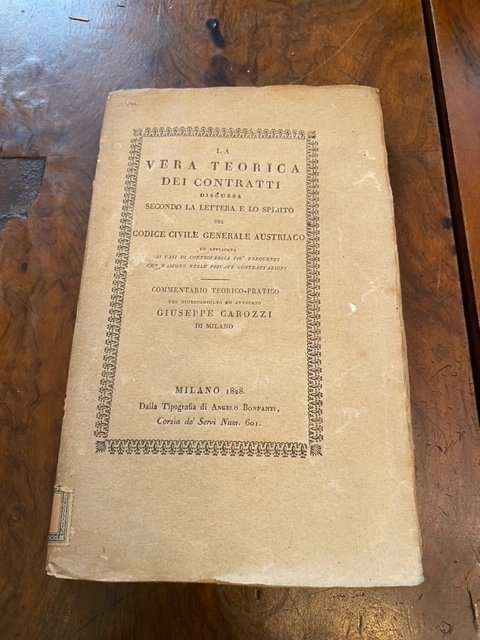 LA
VERA TEORICA
DEI CONTRATTI
DISCUSSA
SECONDO LA LETTERA E LO SPIRITO
DEL
CODICE CIVILE GENERALE AUSTRIACO
ED APPLICATA
AI CASI DI CONTROVERSIA PIU' FREQUENTI
CHE NASCONO NELLE PRIVATE CONTRATTAZIONI
COMMENTARIO TEORICO-PRATICO
DEL GIURECONSULTO ED AVVOCATO
GIUSEPPE CAROZZI
DI MILANO
MILANO 1828.
Dalla Tipografia di ANGELO BONFANTI,
Corsia de' Servi Num. 601.